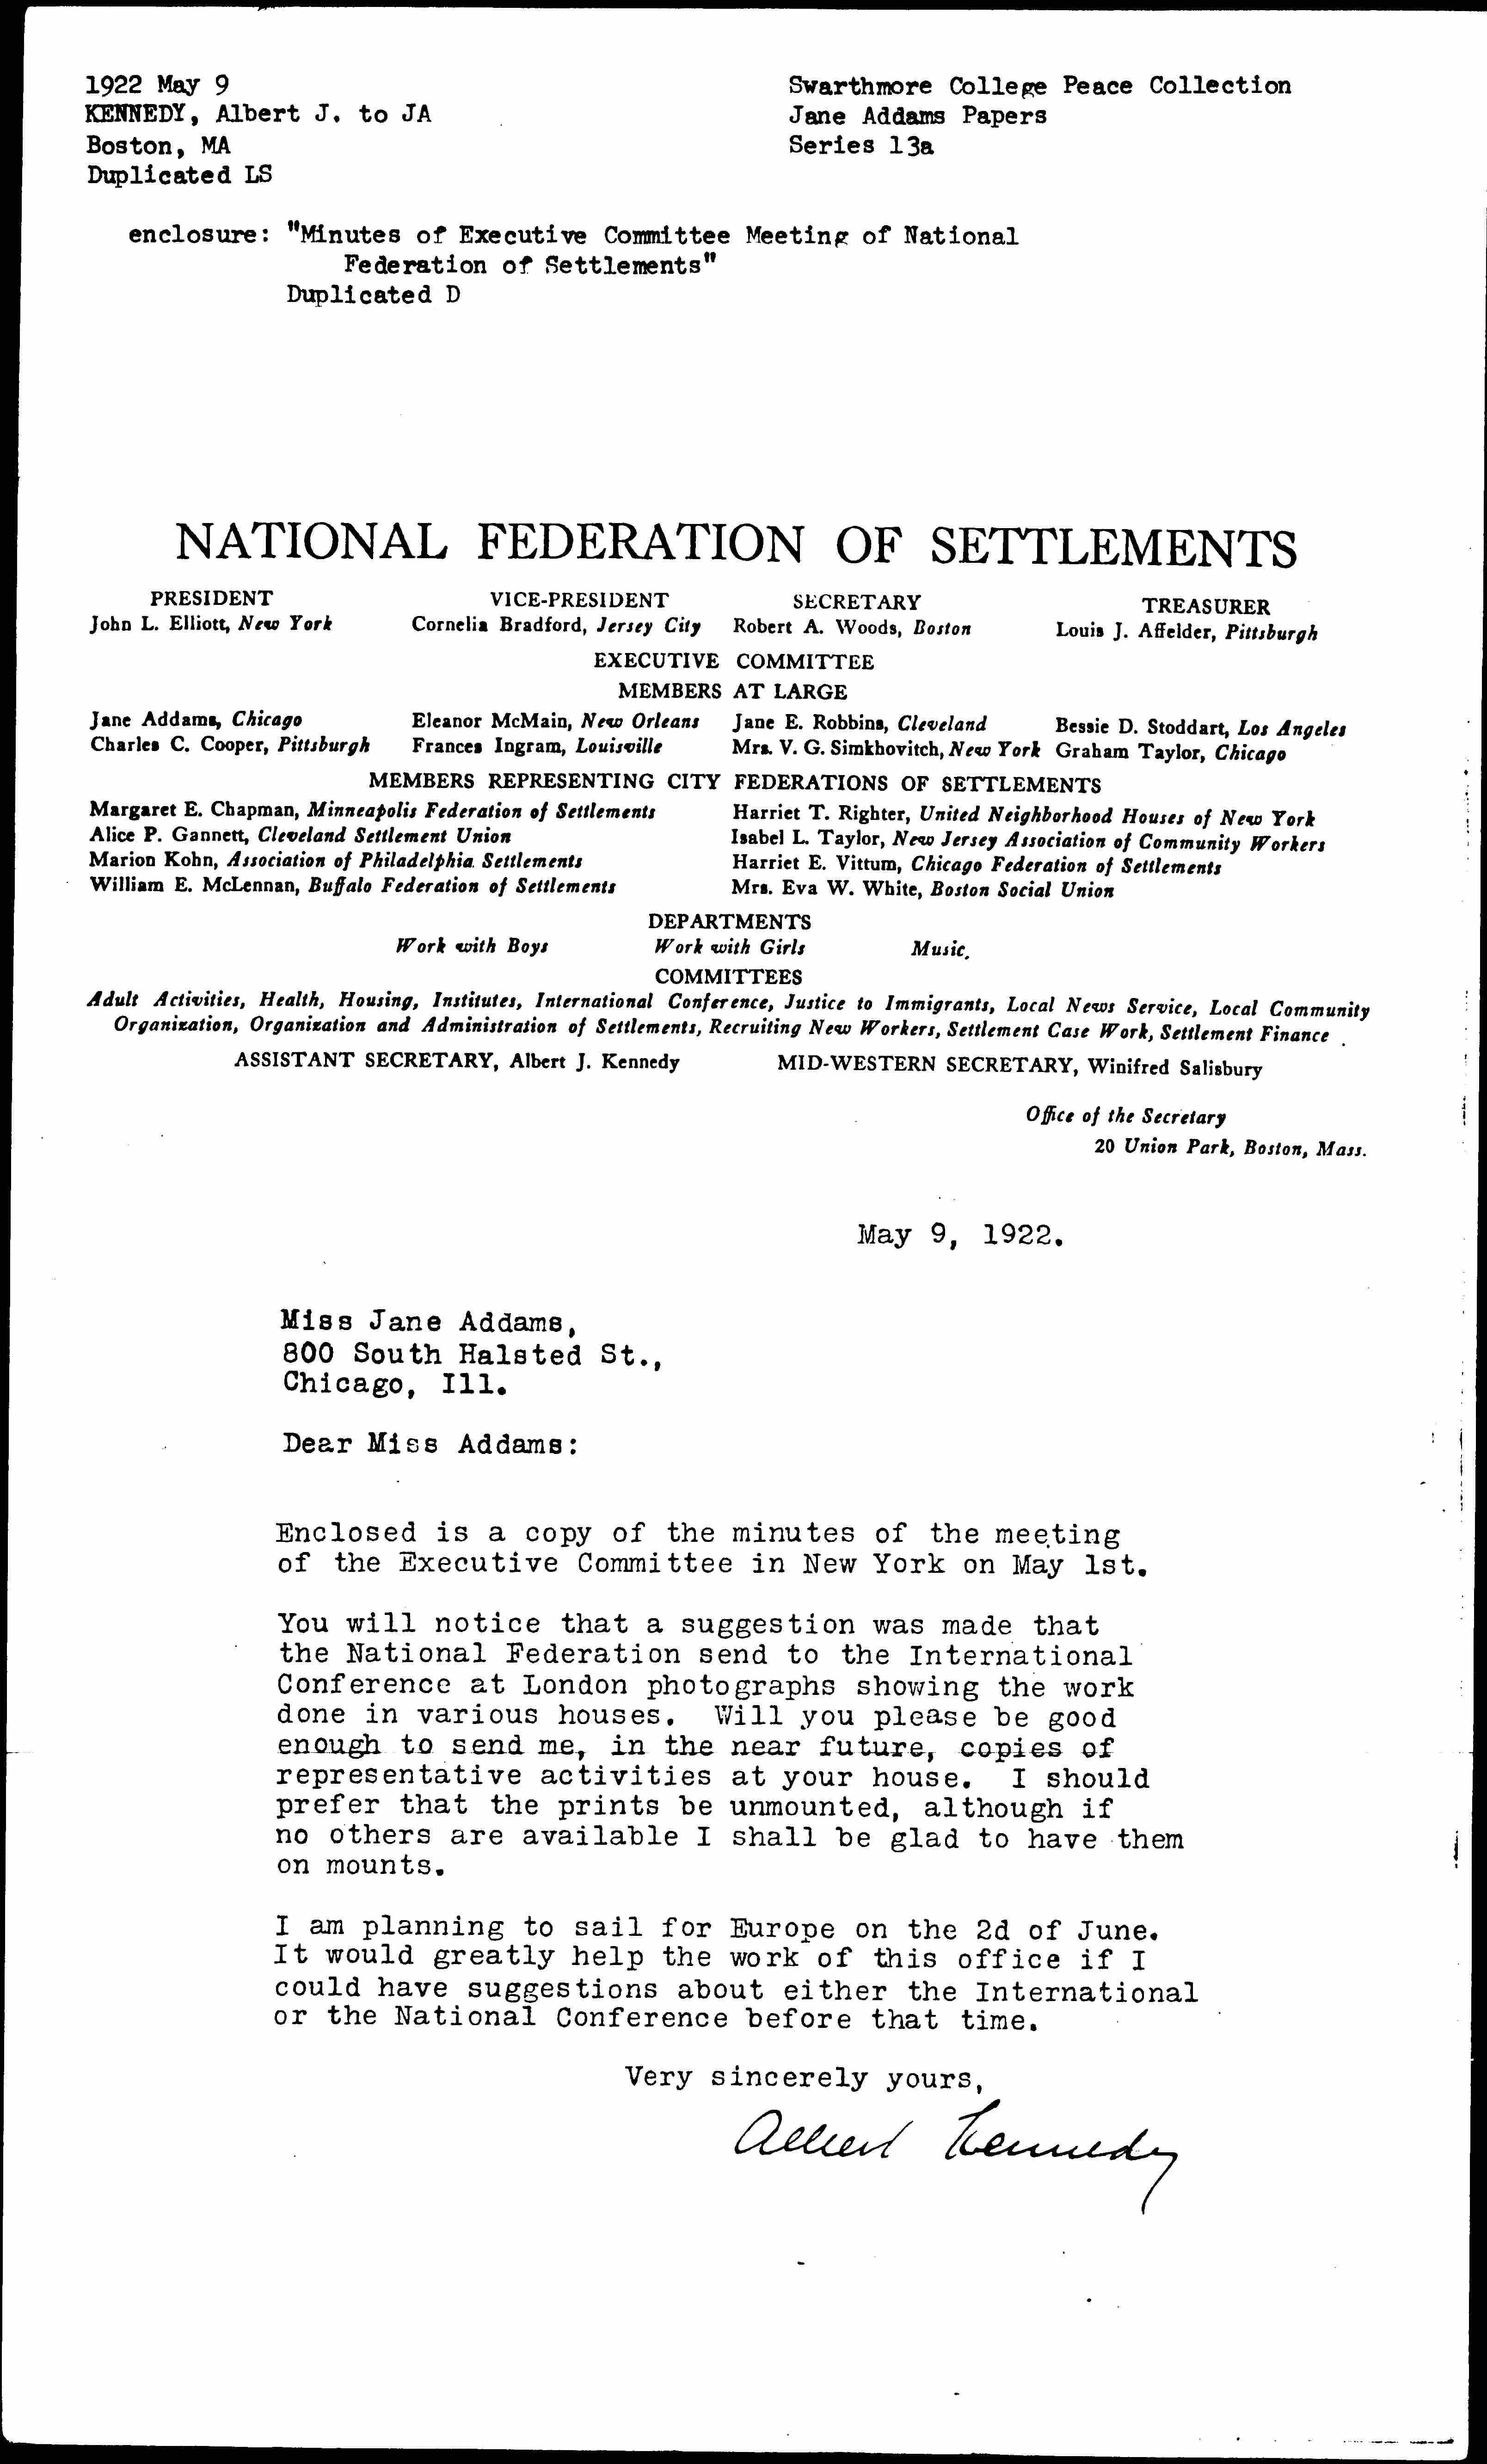 1922 May 9
KENNEDY, Albert J. to JA
Boston, MA
Duplicated LS
Swarthmore College Peace Collection
Jane Addams Papers
Series 13a
enclosure: "Minutes of Executive Committee Meeting of National
Federation of Settlements"
Duplicated D
NATIONAL FEDERATION OF SETTLEMENTS
PRESIDENT VICE-PRESIDENT SECRETARY TREASURER
John L. Elliott, New York Cornelia Bradford, Jersey City Robert A. Woods, Boston Louis J. Affelder, Pittsburgh
EXECUTIVE COMMITTEE
MEMBERS AT LARGE
Jane Addams, Chicago Eleanor McMain, New Orleans Jane E. Robbins, Cleveland Bessie D. Stoddart, Los Angeles
Charles C. Cooper, Pittsburgh Frances Ingram, Louisville Mrs. V. G. Simkhovitch, New York Graham Taylor, Chicago
MEMBERS REPRESENTING CITY FEDERATIONS OF SETTLEMENTS
Margaret E. Chapman, Minneapolis Federation of Settlements Harriet T. Righter, United Neighborhood Houses of New York
Alice P. Gannett, Cleveland Settlement Union Isabel L. Taylor, New Jersey Association of Community Workers
Marion Kohn, Association of Philadelphia Settlements Harriet E. Vittum, Chicago Federation of Settlements
William E. McLennan, Buffalo Federation of Settlements Mrs. Eva W. White, Boston Social Union
DEPARTMENTS
Work with Boys Work with Girls Music.
COMMITTEES
Adult Activities, Health, Housing, Institutes, International Conference, Justice to Immigrants, Local News Service, Local Community
Organization, Organization and Administration of Settlements, Recruiting New Workers, Settlement Case Work, Settlement Finance
ASSISTANT SECRETARY, Albert J. Kennedy MID-WESTERN SECRETARY, Winifred Salisbury
Office of the Secretary
20 Union Park, Boston, Mass.
May 9, 1922.
Miss Jane Addams,
800 South Halsted St.,
Chicago, Ill.
Dear Miss Addams:
Enclosed is a copy of the minutes of the meeting
of the Executive Committee in New York on May 1st.
You will notice that a suggestion was made that
the National Federation send to the International
Conference at London photographs showing the work
done in various houses. Will you please be good
enough to send me, in the near future, copies of
representative activities at your house. I should
prefer that the prints be unmounted, although if
no others are available I shall be glad to have them
on mounts.
I am planning to sail for Europe on the 2d of June.
It would greatly help the work of this office if I
could have suggestions about either the International
or the National Conference before that time.
Very sincerely yours,
Albert Kennedy